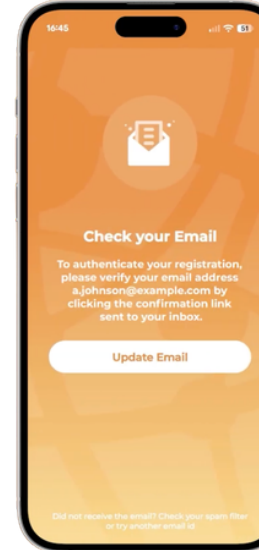 16:45
51
Check your Email
To authenticate your registration,
please verify your email address
a.johnson@example.com by
clicking the confirmation link
sent to your inbox.
Update Email
Did not receive the email? Check your spam filter
or try another email id